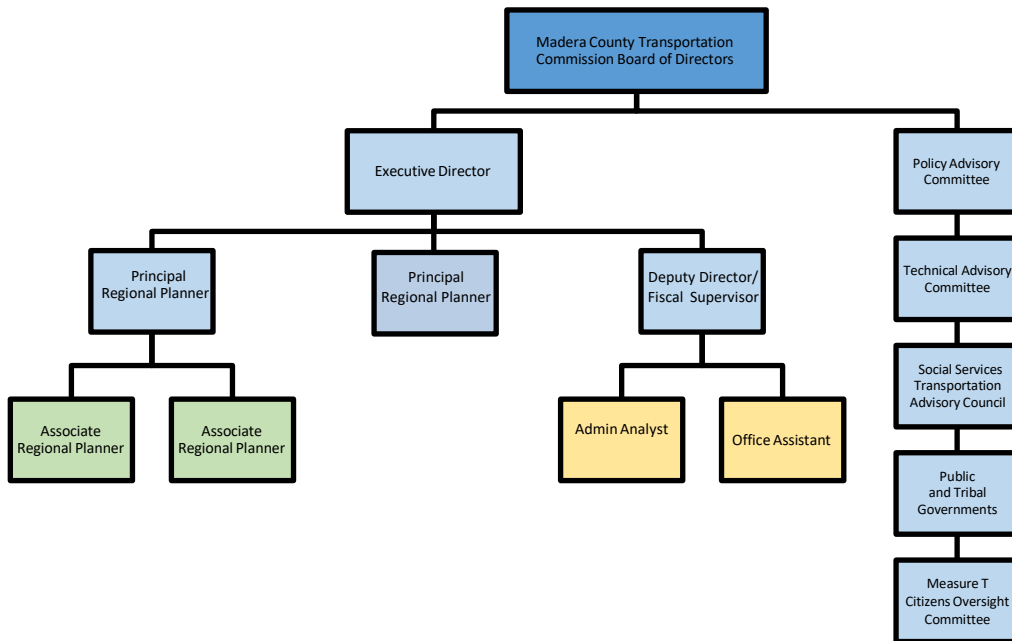 Madera County Transportation
Commission Board of Directors
Executive Director
Policy Advisory
Committee
Principal
Regional Planner
Principal
Regional Planner
Deputy Director/
Fiscal Supervisor
Technical Advisory
Committee
Social Services
Transportation
Advisory Council
Associate
Regional Planner
Associate
Regional Planner
Admin Analyst
Office Assistant
Public
and Tribal
Governments
Measure T
Citizens Oversight
Committee